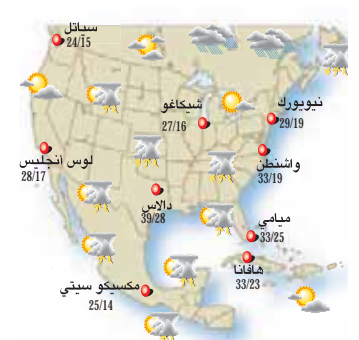 سياتل
24/15
شيكاغو
27/16
نيويورك
29/19
واشنطن
33/19
لوس أنجليس
28/17
دالاس
39/28
ميامي
33/25
هافانا
33/23
مكسيكو سيتي
25/14